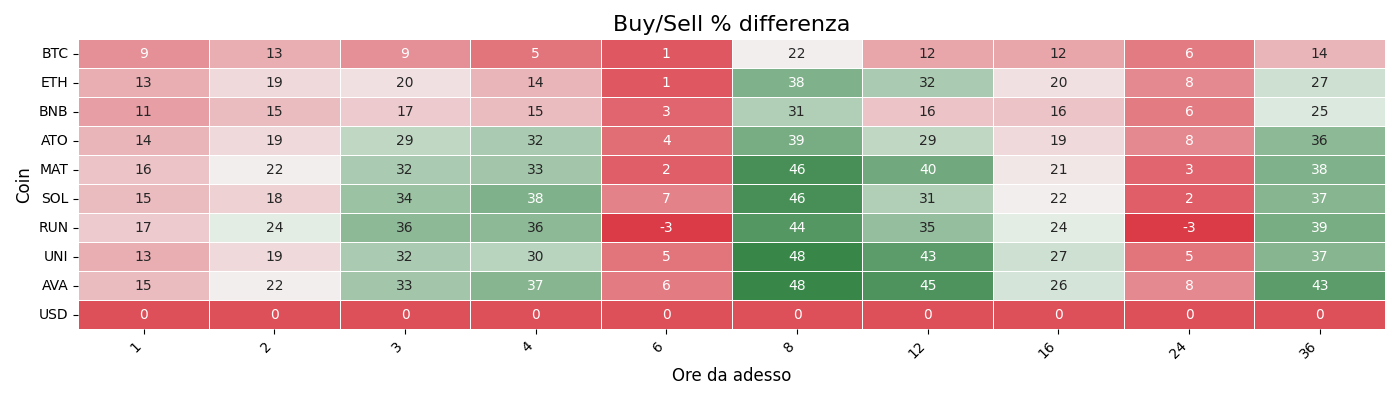 Buy/Sell % differenza
Coin
BTC 9 13 9 5 1 22 12 12 6 14
ETH 13 19 20 14 1 38 32 20 8 27
BNB 11 15 17 15 3 31 16 16 6 25
ATO 14 19 29 32 4 39 29 19 8 36
MAT 16 22 32 33 2 46 40 21 3 38
SOL 15 18 34 38 7 46 31 22 2 37
RUN 17 24 36 36 -3 44 35 24 -3 39
UNI 13 19 32 30 5 48 43 27 5 37
AVA 15 22 33 37 6 48 45 26 8 43
USD 0 0 0 0 0 0 0 0 0 0
1 2 3 4 6 8 12 16 24 36
Ore da adesso